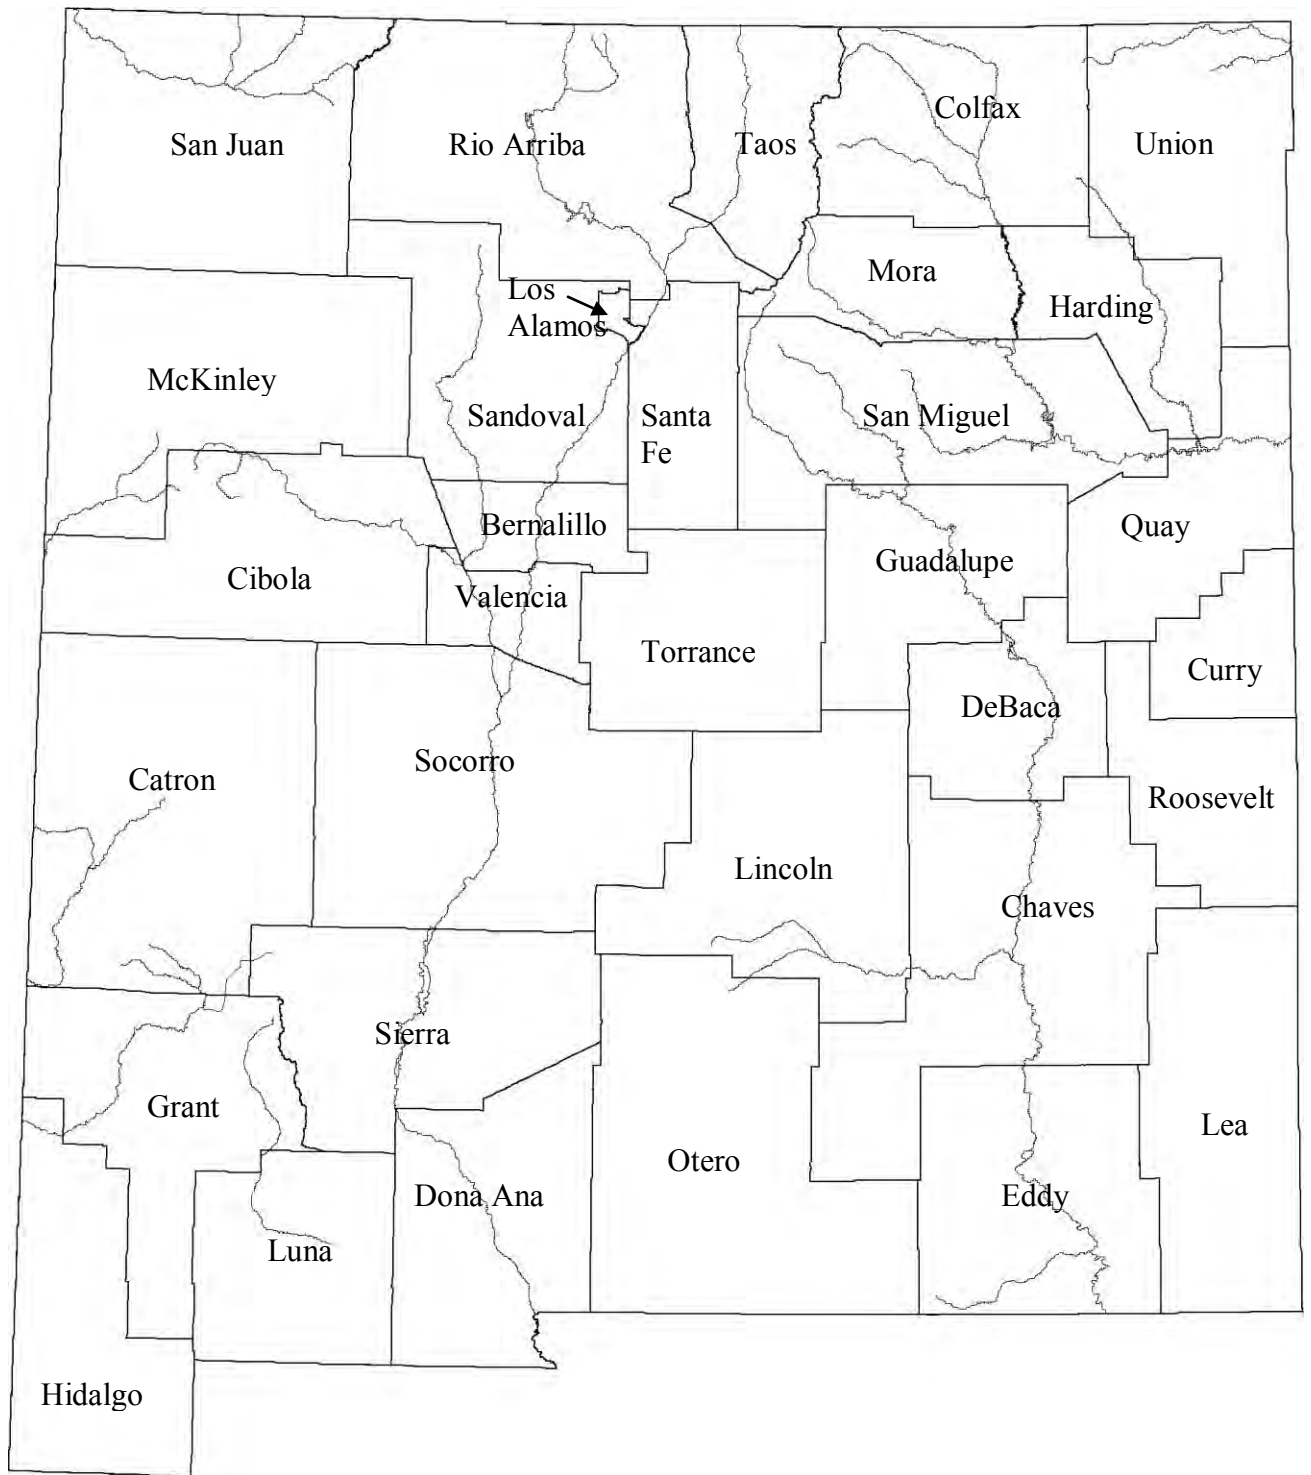 Colfax
San Juan
Rio Arriba
Taos
Union
Mora
Los
Alamos
Harding
McKinley
Sandoval
Santa
Fe
San Miguel
Bernalillo
Quay
Guadalupe
Cibola
Valencia
Torrance
Curry
DeBaca
Socorro
Catron
Roosevelt
Lincoln
Chaves
Sierra
Grant
Lea
Otero
Dona Ana
Eddy
Luna
Hidalgo